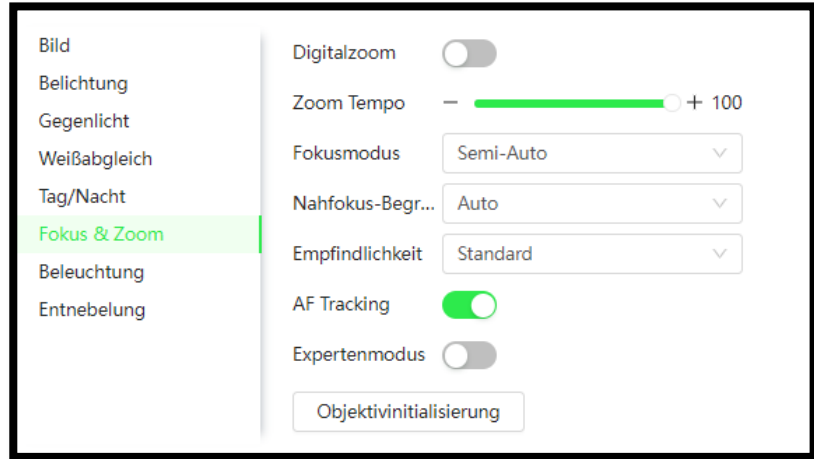 Bild
Belichtung
Gegenlicht
Weißabgleich
Tag/Nacht
Fokus & Zoom
Beleuchtung
Entnebelung
Digitalzoom
Zoom Tempo − + 100
Fokusmodus Semi-Auto
Nahfokus-Begr... Auto
Empfindlichkeit Standard
AF Tracking
Expertenmodus
Objektivinitialisierung